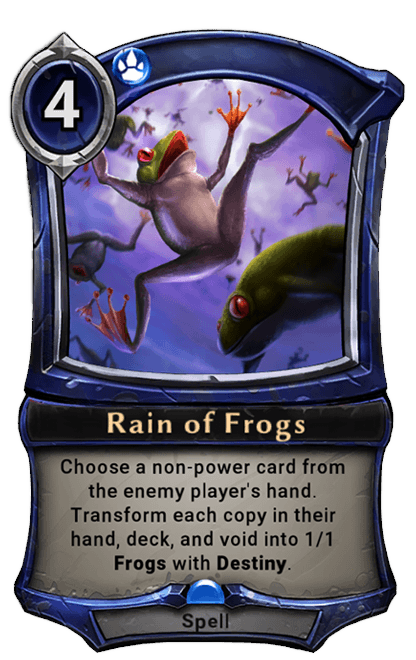 4
Rain of Frogs
Choose a non-power card from
the enemy player's hand.
Transform each copy in their
hand, deck, and void into 1/1
Frogs with Destiny.
Spell